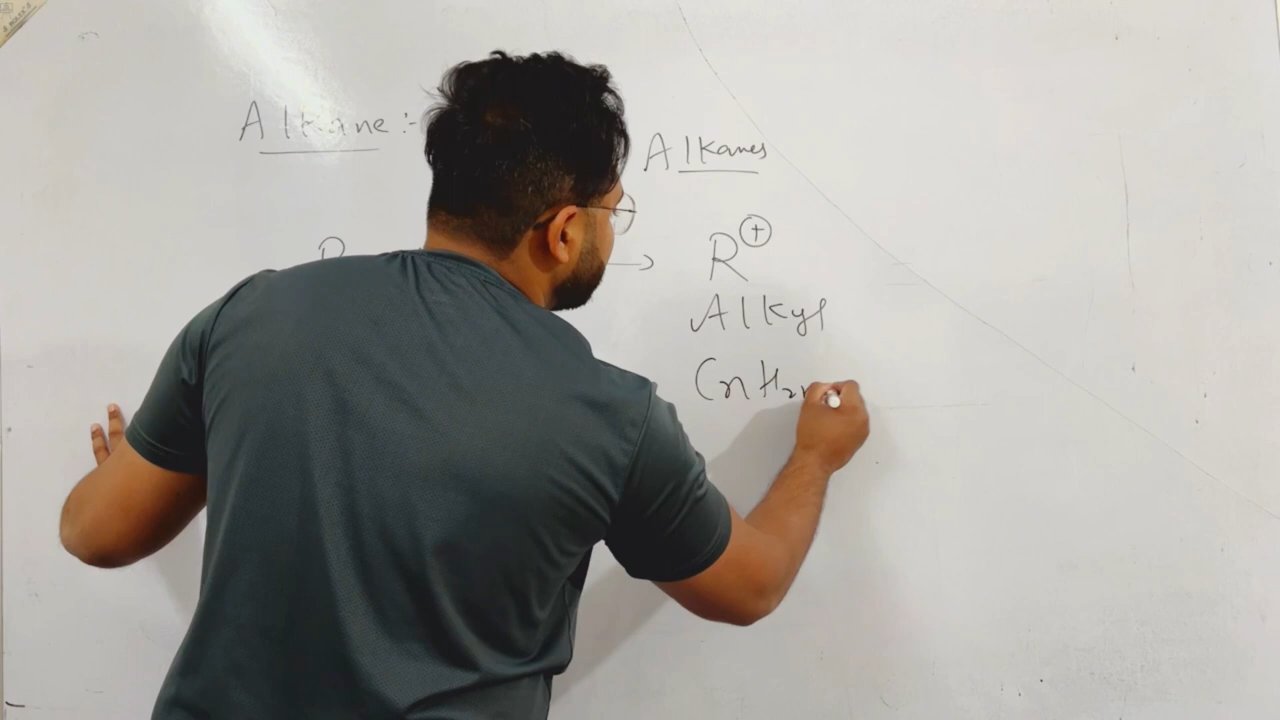 Alkane :-
Alkanes
R → R⊕
Alkyl
CnH2n